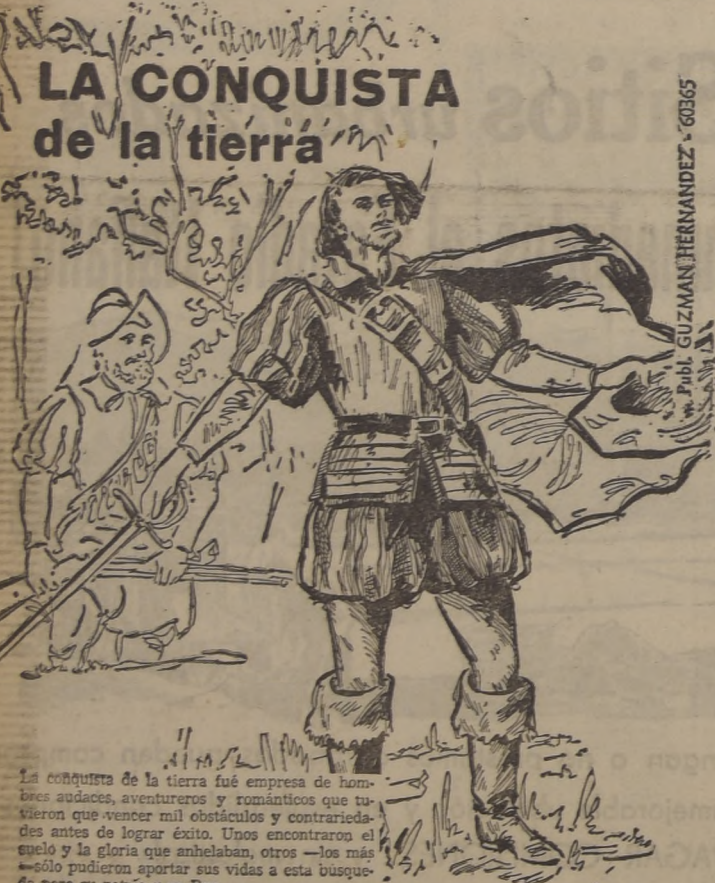 LA CONQUISTA
de la tierra
Publ. GUZMAN HERNANDEZ - 60365
La conquista de la tierra fué empresa de hom-
bres audaces, aventureros y románticos que tu-
vieron que vencer mil obstáculos y contrarieda-
des antes de lograr éxito. Unos encontraron el
suelo y la gloria que anhelaban, otros —los más
—sólo pudieron aportar sus vidas a esta búsque-